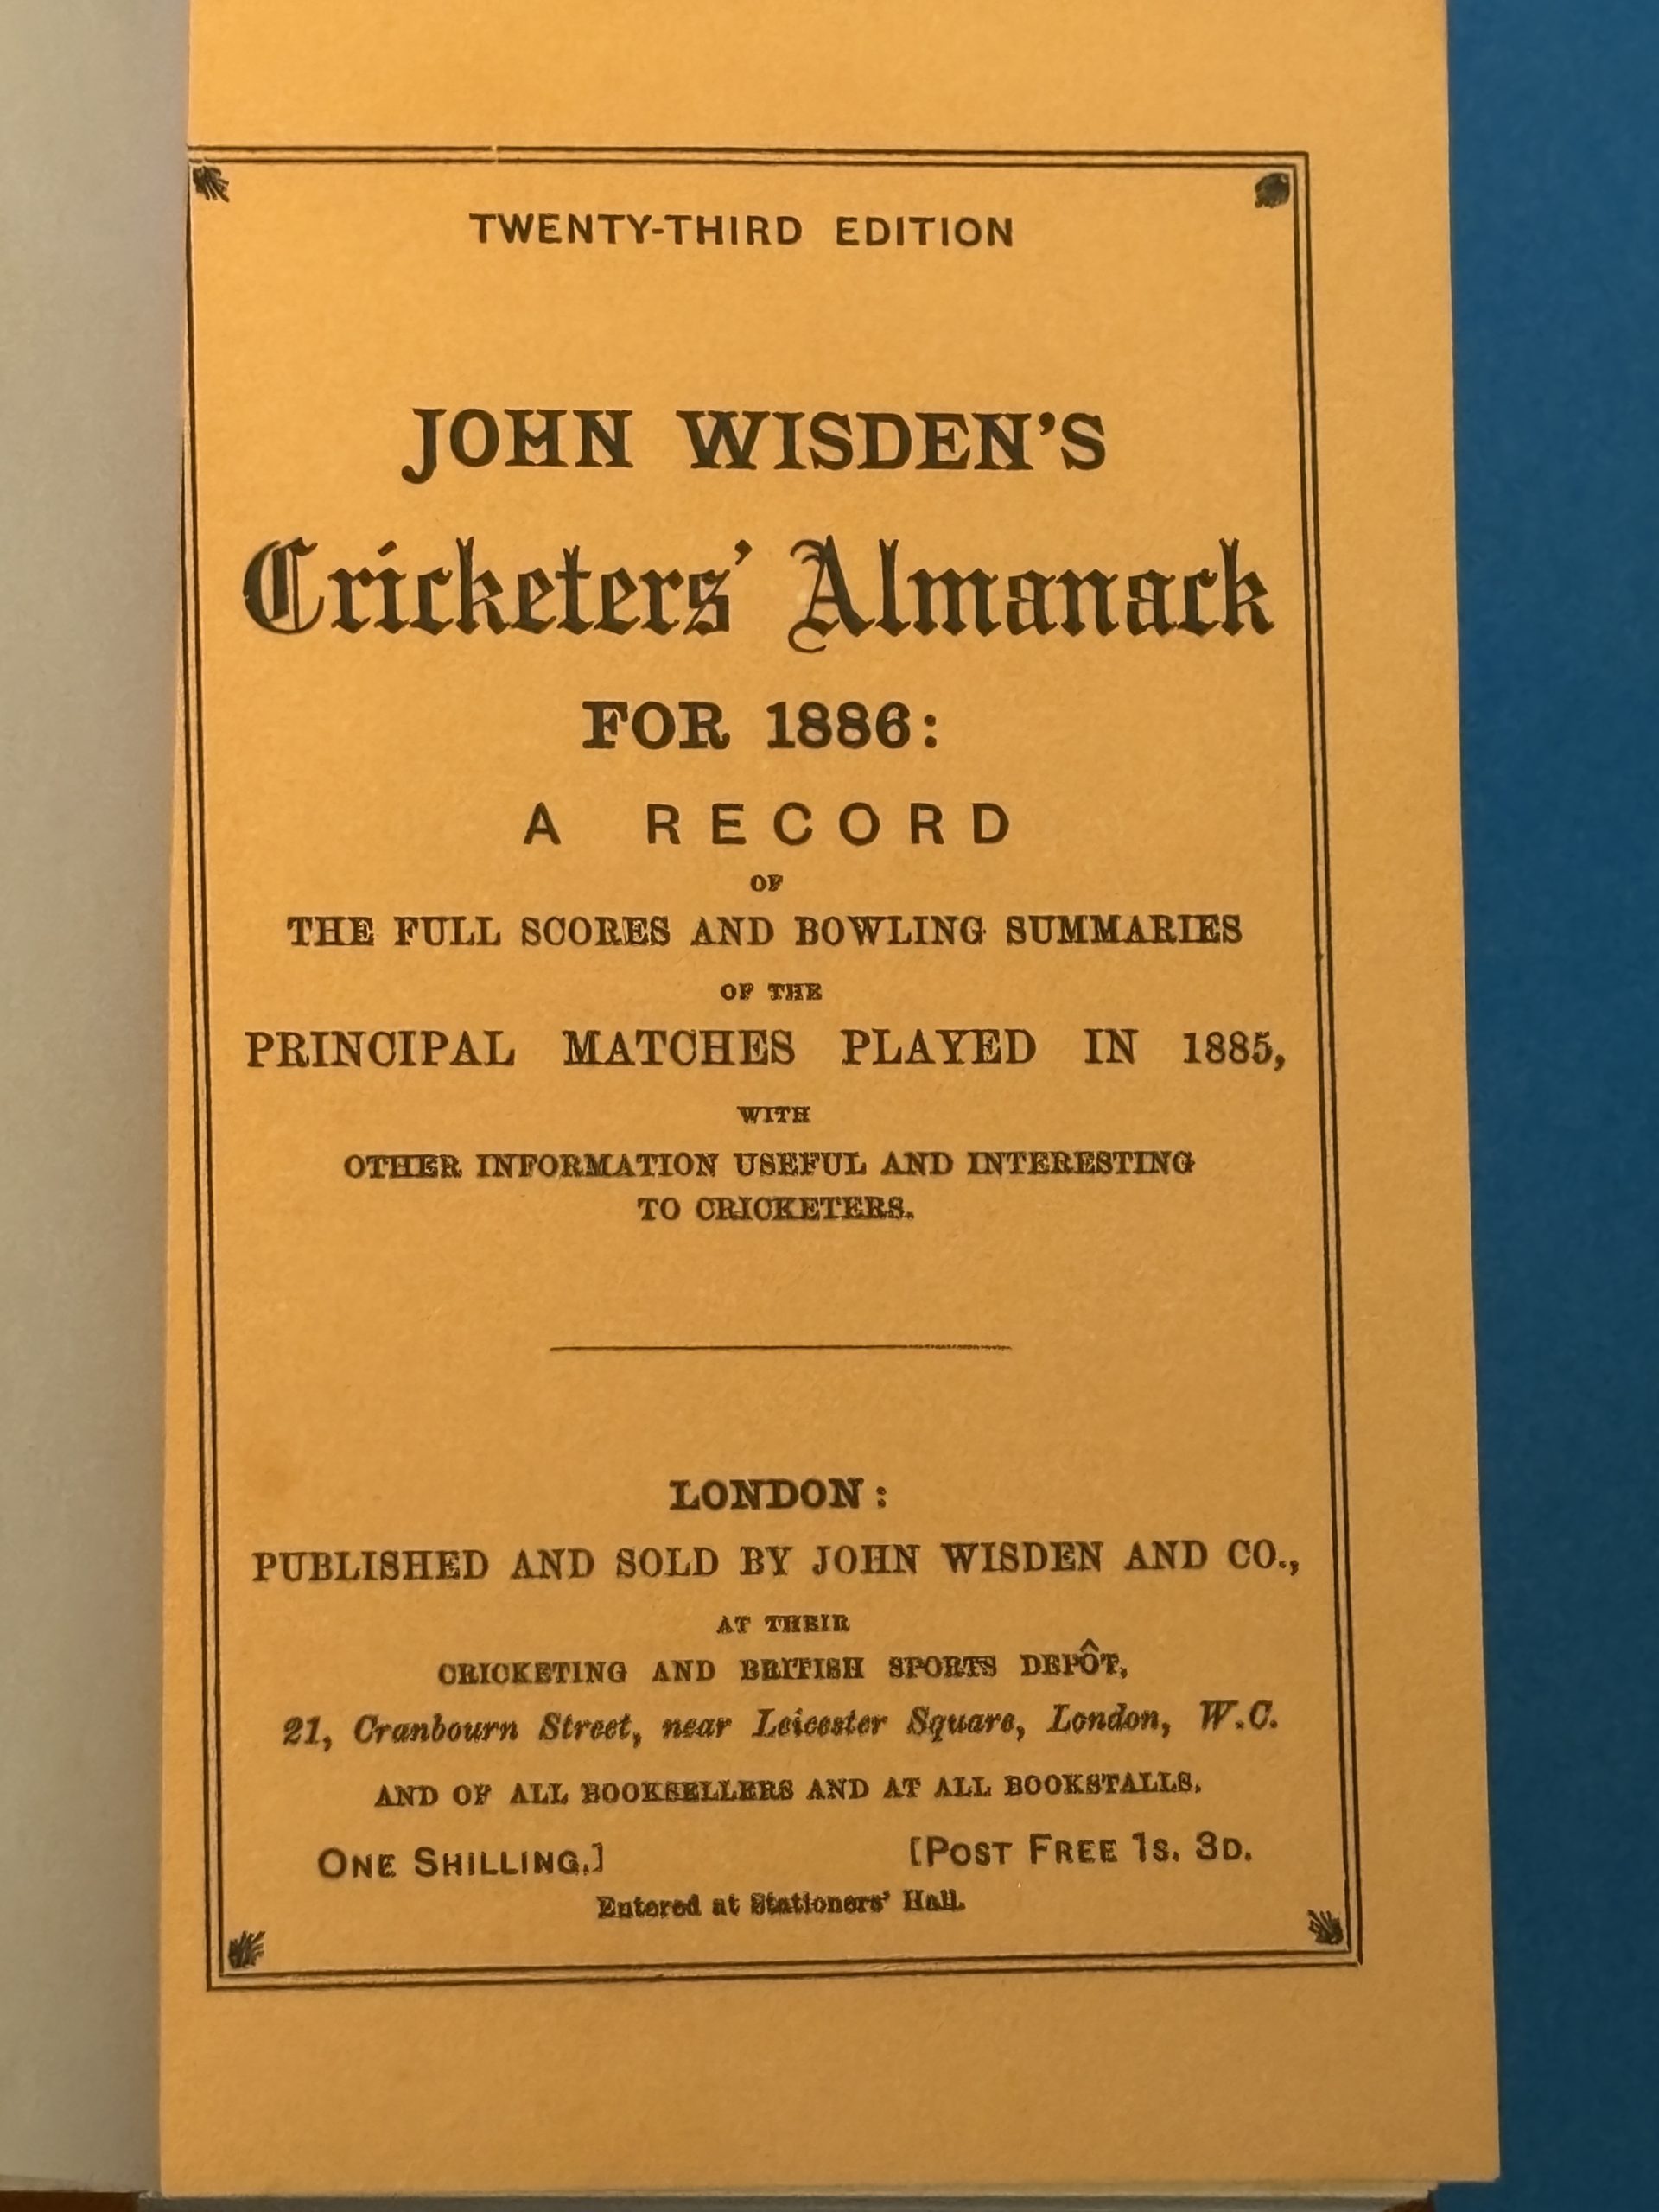 TWENTY-THIRD EDITION
JOHN WISDEN'S
Cricketers' Almanack
FOR 1886:
A RECORD
OF
THE FULL SCORES AND BOWLING SUMMARIES
OF THE
PRINCIPAL MATCHES PLAYED IN 1885,
WITH
OTHER INFORMATION USEFUL AND INTERESTING
TO CRICKETERS.
LONDON:
PUBLISHED AND SOLD BY JOHN WISDEN AND CO.,
AT THEIR
CRICKETING AND BRITISH SPORTS DEPÔT,
21, Cranbourn Street, near Leicester Square, London, W.C.
AND OF ALL BOOKSELLERS AND AT ALL BOOKSTALLS.
ONE SHILLING.] [POST FREE 1S. 3D.
Entered at Stationers' Hall.